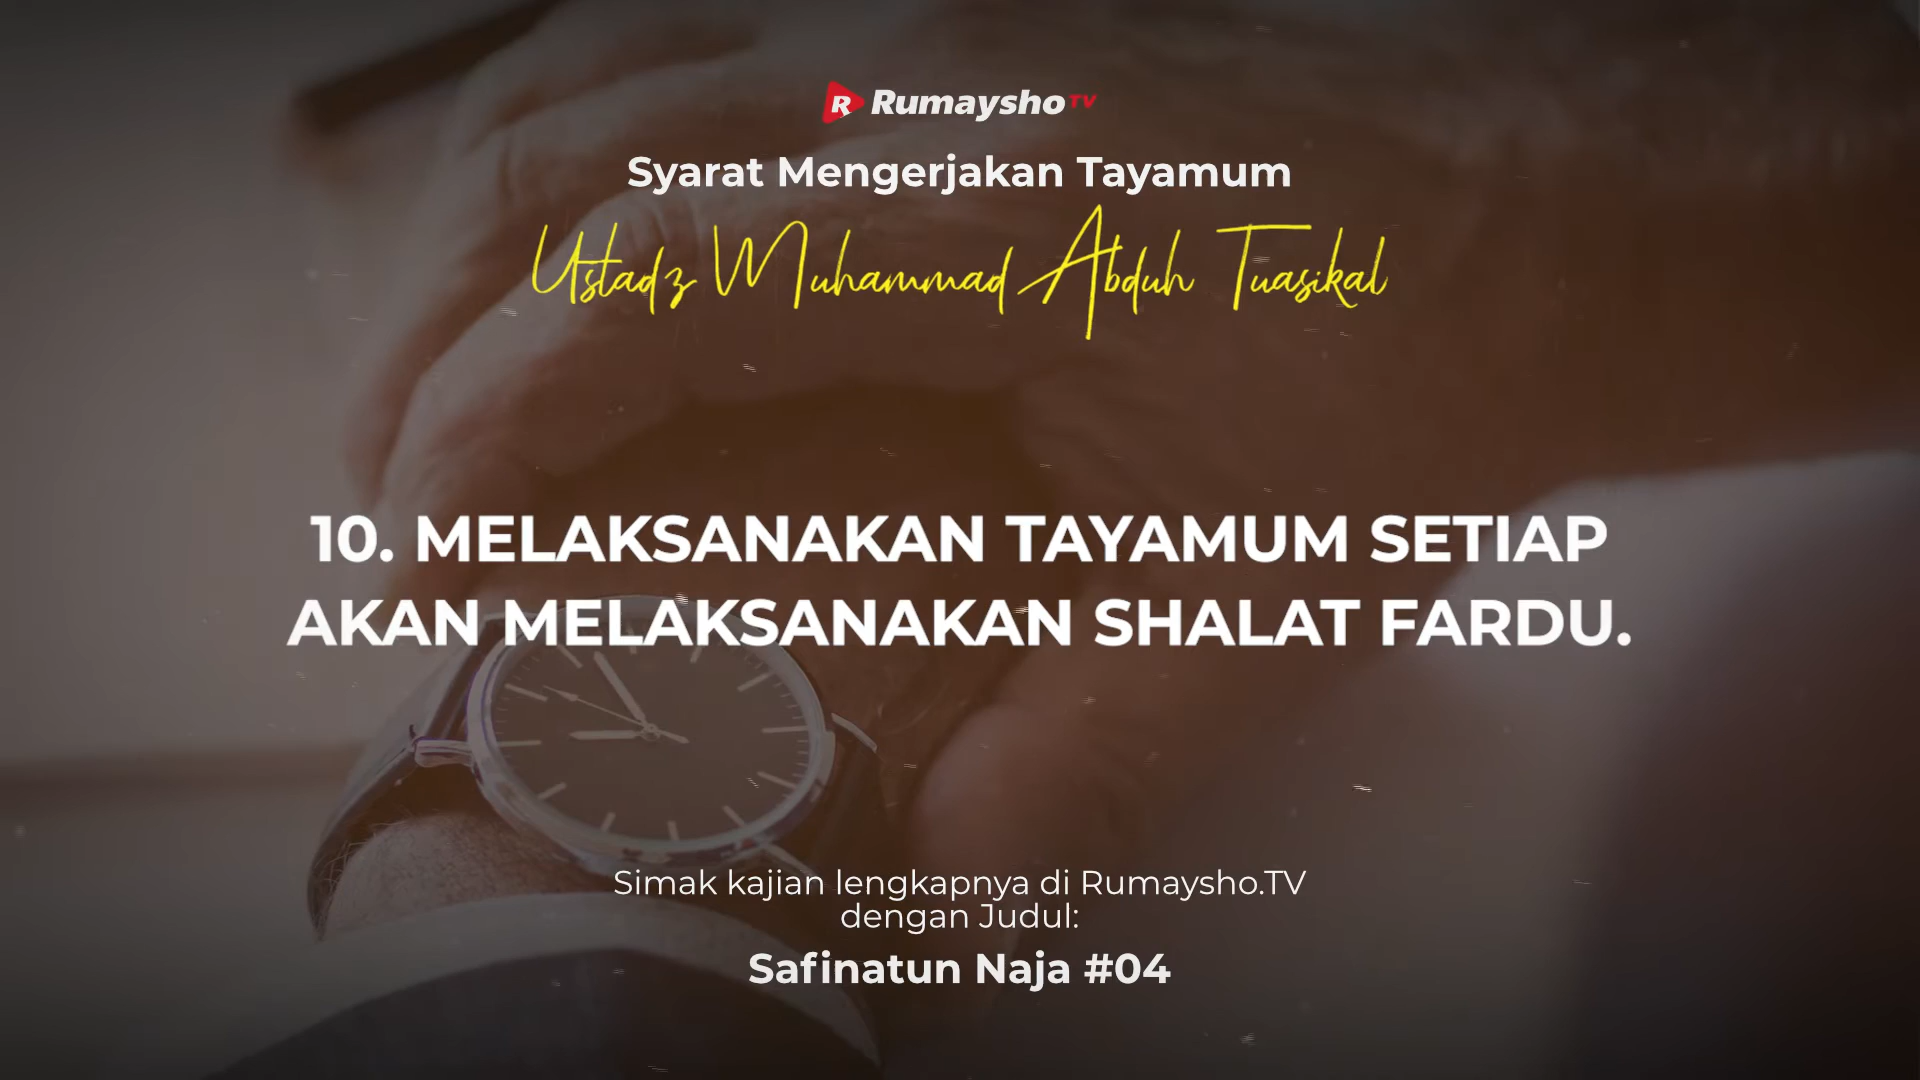 Rumaysho TV
Syarat Mengerjakan Tayamum
Ustadz Muhammad Abduh Tuasikal
10. MELAKSANAKAN TAYAMUM SETIAP
AKAN MELAKSANAKAN SHALAT FARDU.
Simak kajian lengkapnya di Rumaysho.TV
dengan Judul:
Safinatun Naja #04